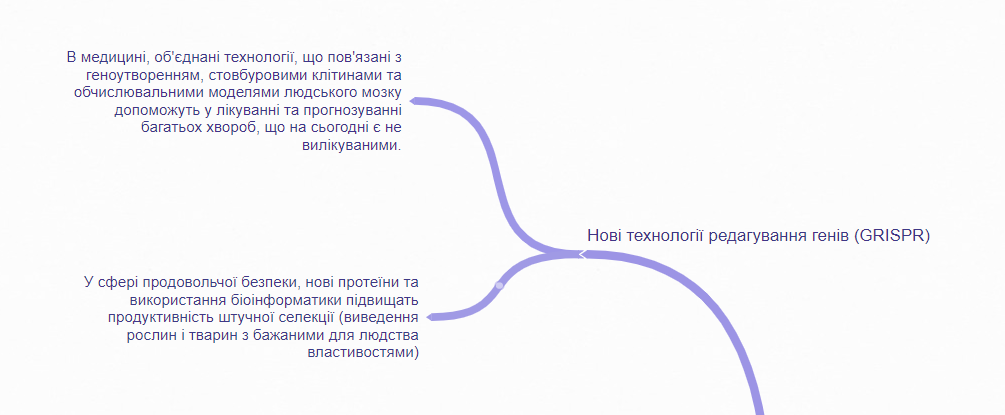 В медицині, об'єднані технології, що пов'язані з
геноутворенням, стовбуровими клітинами та
обчислювальними моделями людського мозку
допоможуть у лікуванні та прогнозуванні
багатьох хвороб, що на сьогодні є не
вилікуваними.
Нові технології редагування генів (GRISPR)
У сфері продовольчої безпеки, нові протеїни та
використання біоінформатики підвищать
продуктивність штучної селекції (виведення
рослин і тварин з бажаними для людства
властивостями)